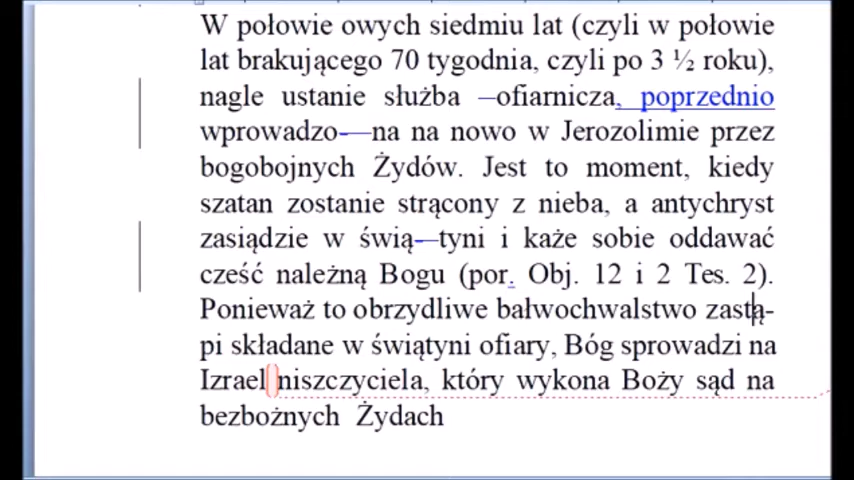 W połowie owych siedmiu lat (czyli w połowie
lat brakującego 70 tygodnia, czyli po 3 ½ roku),
nagle ustanie służba –ofiarnicza, poprzednio
wprowadzo-—na na nowo w Jerozolimie przez
bogobojnych Żydów. Jest to moment, kiedy
szatan zostanie strącony z nieba, a antychryst
zasiądzie w świą-—tyni i każe sobie oddawać
cześć należną Bogu (por. Obj. 12 i 2 Tes. 2).
Ponieważ to obrzydliwe bałwochwalstwo zastą-
pi składane w świątyni ofiary, Bóg sprowadzi na
Izrael niszczyciela, który wykona Boży sąd na
bezbożnych Żydach